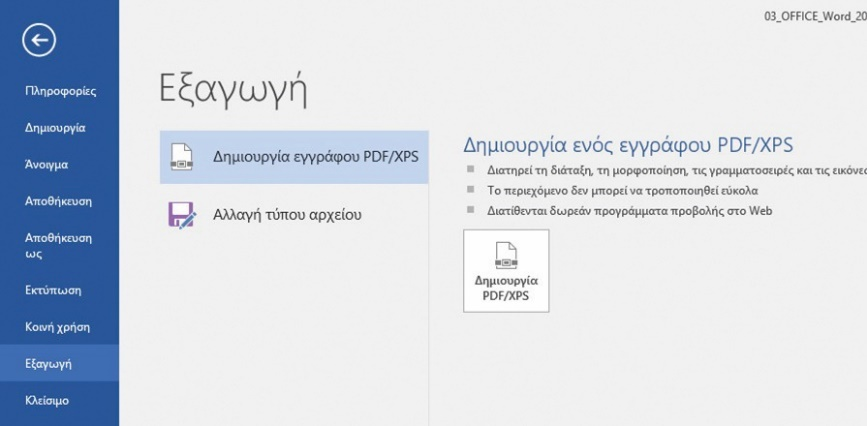 03_OFFICE_Word_20
Πληροφορίες
Δημιουργία
Άνοιγμα
Αποθήκευση
Αποθήκευση
ως
Εκτύπωση
Κοινή χρήση
Εξαγωγή
Κλείσιμο
Εξαγωγή
Δημιουργία εγγράφου PDF/XPS
Αλλαγή τύπου αρχείου
Δημιουργία ενός εγγράφου PDF/XPS
Διατηρεί τη διάταξη, τη μορφοποίηση, τις γραμματοσειρές και τις εικόνες
Το περιεχόμενο δεν μπορεί να τροποποιηθεί εύκολα
Διατίθενται δωρεάν προγράμματα προβολής στο Web
Δημιουργία
PDF/XPS